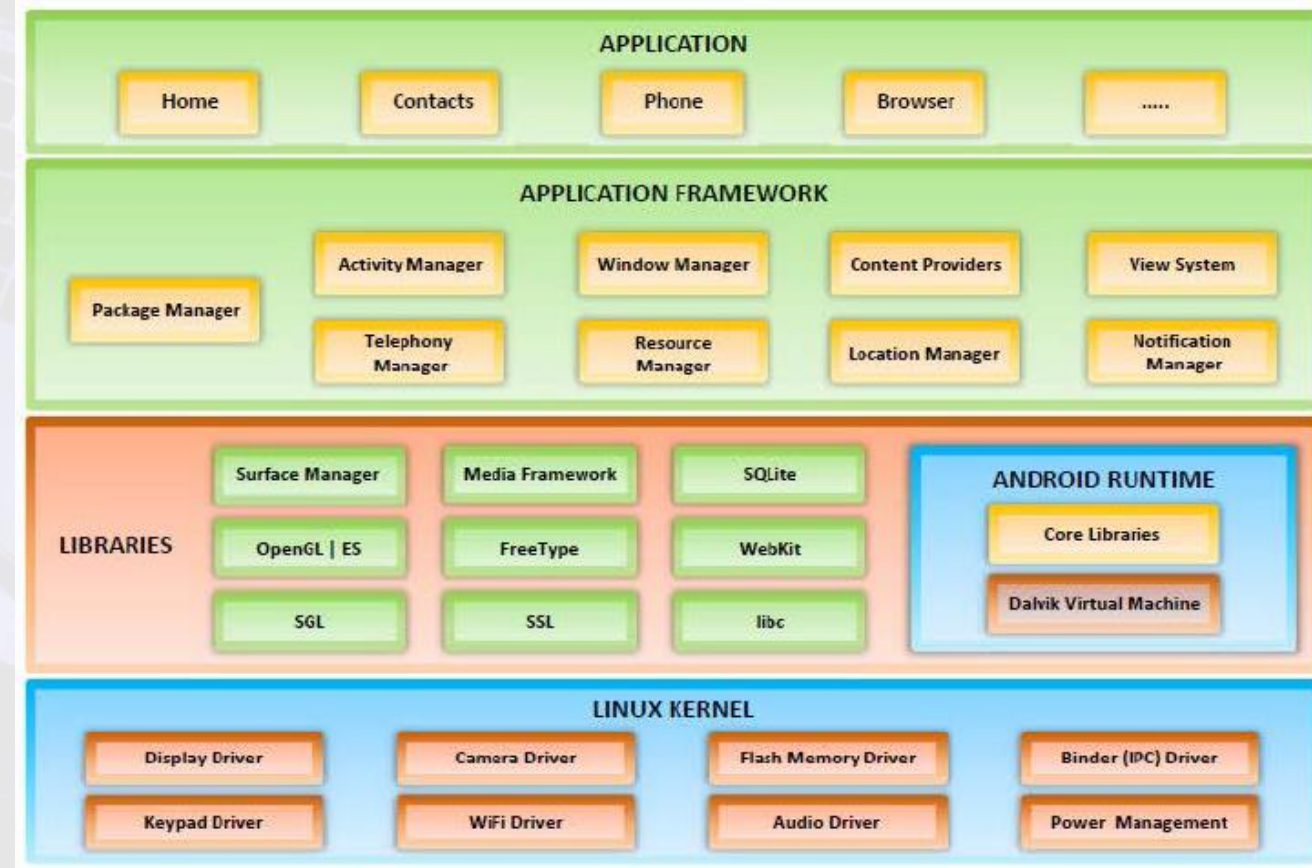 APPLICATION
Home
Contacts
Phone
Browser
.....
APPLICATION FRAMEWORK
Package Manager
Activity Manager
Window Manager
Content Providers
View System
Telephony
Manager
Resource
Manager
Location Manager
Notification
Manager
LIBRARIES
Surface Manager
Media Framework
SQLite
OpenGL | ES
FreeType
WebKit
SGL
SSL
libc
ANDROID RUNTIME
Core Libraries
Dalvik Virtual Machine
LINUX KERNEL
Display Driver
Camera Driver
Flash Memory Driver
Binder (IPC) Driver
Keypad Driver
WiFi Driver
Audio Driver
Power Management